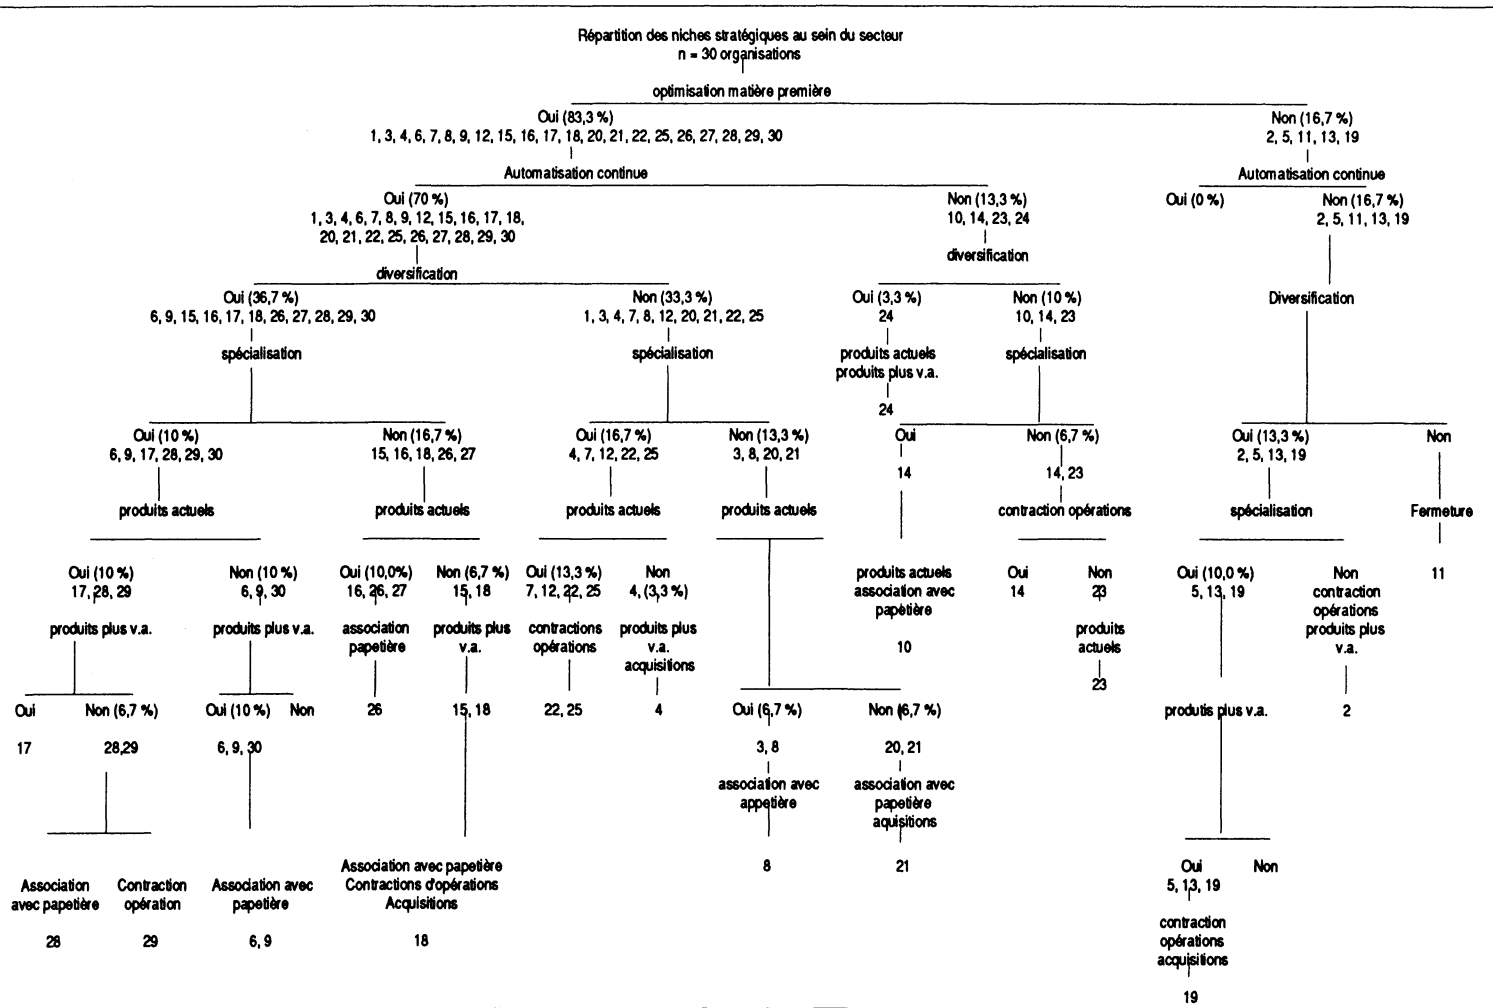 Répartition des niches stratégiques au sein du secteur
n = 30 organisations
optimisation matière première
Oui (83,3 %) Non (16,7 %)
1, 3, 4, 6, 7, 8, 9, 12, 15, 16, 17, 18, 20, 21, 22, 25, 26, 27, 28, 29, 30 2, 5, 11, 13, 19
Automatisation continue Automatisation continue
Oui (70 %) Non (13,3 %) Oui (0 %) Non (16,7 %)
1, 3, 4, 6, 7, 8, 9, 12, 15, 16, 17, 18, 10, 14, 23, 24 2, 5, 11, 13, 19
20, 21, 22, 25, 26, 27, 28, 29, 30
diversification
diversification
Oui (36,7 %) Non (33,3 %) Oui (3,3 %) Non (10 %) Diversification
6, 9, 15, 16, 17, 18, 26, 27, 28, 29, 30 1, 3, 4, 7, 8, 12, 20, 21, 22, 25 24 10, 14, 23
spécialisation spécialisation produits actuels spécialisation
produits plus v.a.
24
Oui (10 %) Non (16,7 %) Oui (16,7 %) Non (13,3 %) Oui Non (6,7 %) Oui (13,3 %) Non
6, 9, 17, 28, 29, 30 15, 16, 18, 26, 27 4, 7, 12, 22, 25 3, 8, 20, 21 2, 5, 13, 19
14 14, 23
produits actuels produits actuels produits actuels produits actuels contraction opérations spécialisation Fermeture
Oui (10 %) Non (10 %) Oui (10,0%) Non (6,7 %) Oui (13,3 %) Non produits actuels Oui Non Oui (10,0 %) Non 11
17, 28, 29 6, 9, 30 16, 26, 27 15, 18 7, 12, 22, 25 4, (3,3 %) association avec 14 23 5, 13, 19 contraction
papetière opérations
produits plus v.a. produits plus v.a. association produits plus contractions produits plus produits produits plus
papetière v.a. opérations v.a. 10 actuels v.a.
acquisitions
23
Oui Non (6,7 %) Oui (10 %) Non 26 15, 18 22, 25 4 Oui (6,7 %) Non (6,7 %) produtis plus v.a. 2
17 28,29 6, 9, 30 3, 8 20, 21
association avec association avec
appetière papetière
aquisitions
Association avec papetière 8 21 Oui Non
Association Contraction Association avec Contractions d'opérations 5, 13, 19
avec papetière opération papetière Acquisitions
contraction
28 29 6, 9 18 opérations
acquisitions
19